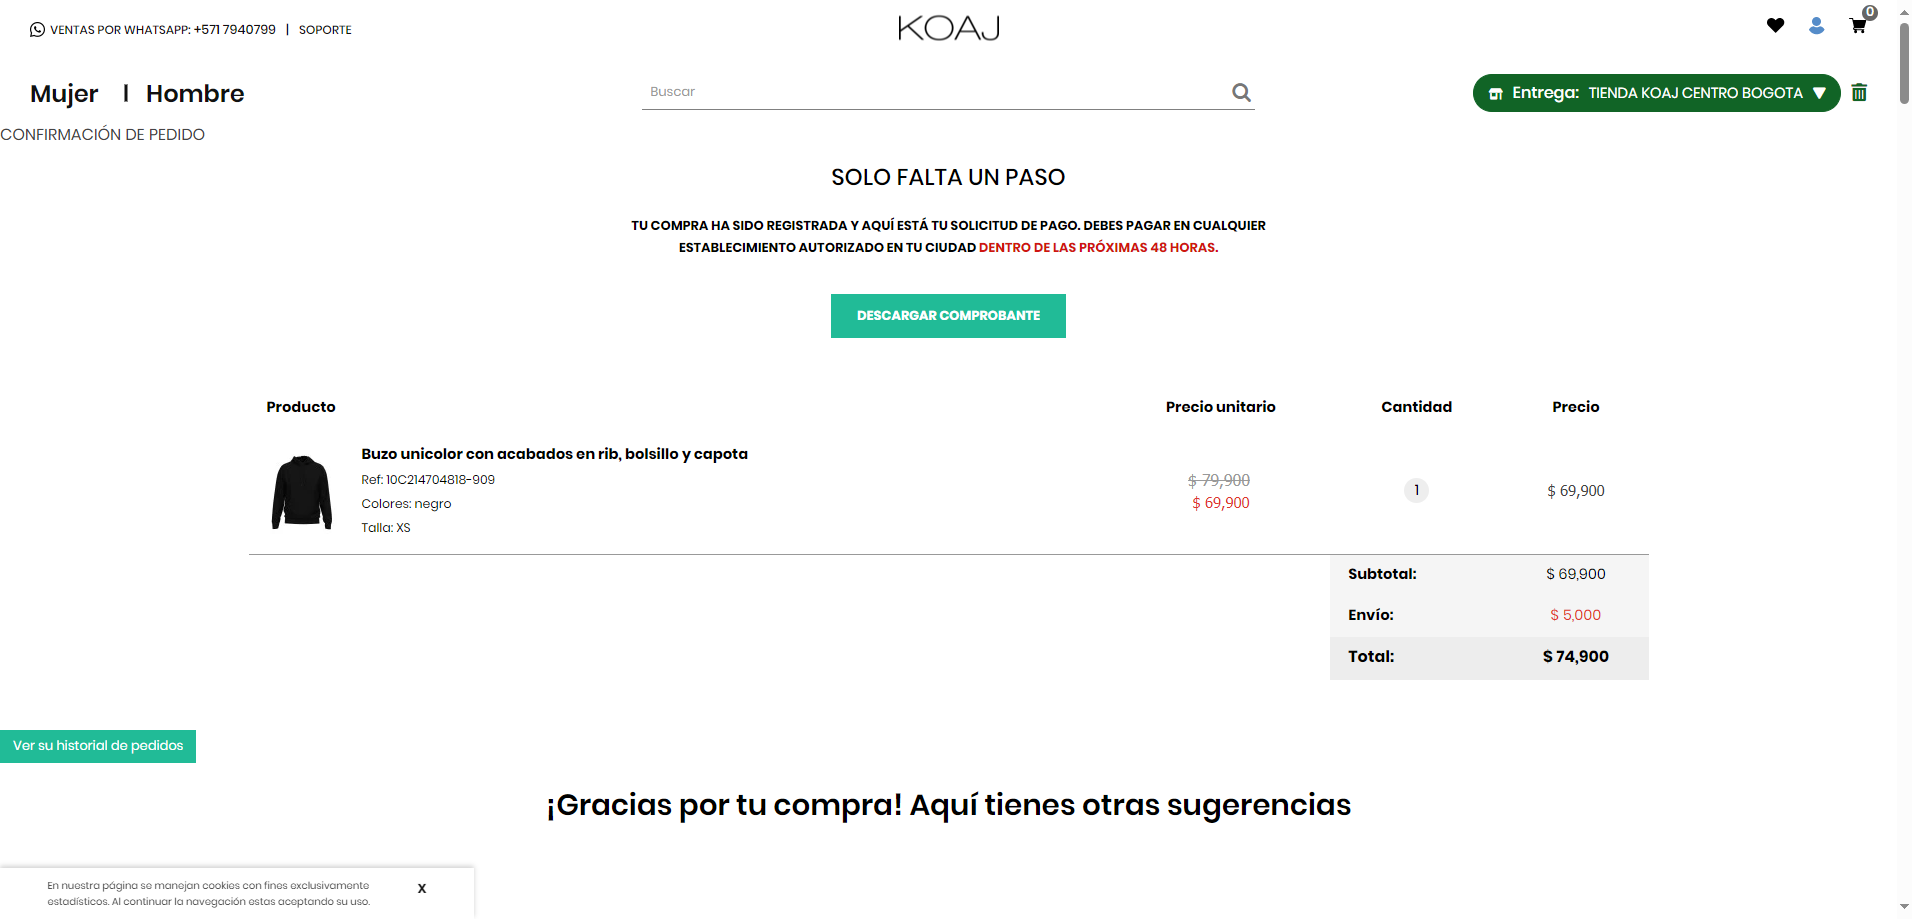 VENTAS POR WHATSAPP: +571 7940799 | SOPORTE
KOAJ
0
Mujer | Hombre
Buscar
Entrega: TIENDA KOAJ CENTRO BOGOTA
CONFIRMACIÓN DE PEDIDO
SOLO FALTA UN PASO
TU COMPRA HA SIDO REGISTRADA Y AQUÍ ESTÁ TU SOLICITUD DE PAGO. DEBES PAGAR EN CUALQUIER
ESTABLECIMIENTO AUTORIZADO EN TU CIUDAD DENTRO DE LAS PRÓXIMAS 48 HORAS.
DESCARGAR COMPROBANTE
Producto Precio unitario Cantidad Precio
Buzo unicolor con acabados en rib, bolsillo y capota
Ref: 10C214704818-909
Colores: negro
Talla: XS
$ 79,900
$ 69,900
1
$ 69,900
Subtotal: $ 69,900
Envío: $ 5,000
Total: $ 74,900
Ver su historial de pedidos
¡Gracias por tu compra! Aquí tienes otras sugerencias
En nuestra página se manejan cookies con fines exclusivamente
estadísticos. Al continuar la navegación estas aceptando su uso.
X